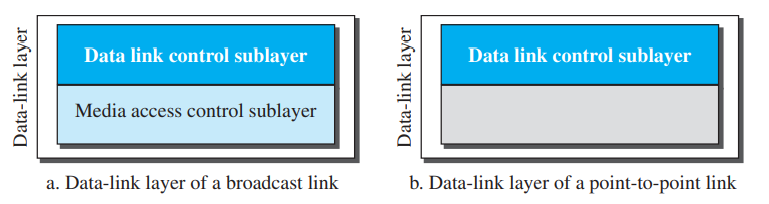 Data-link layer
Data link control sublayer
Media access control sublayer
a. Data-link layer of a broadcast link
Data-link layer
Data link control sublayer
b. Data-link layer of a point-to-point link